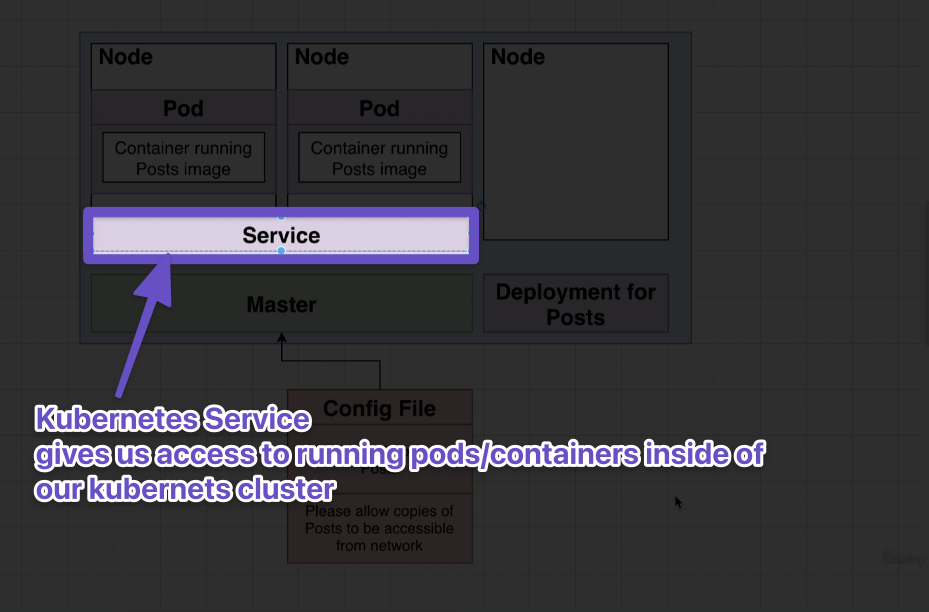 Node
Node
Node
Pod
Pod
Container running
Posts image
Container running
Posts image
Service
Master
Deployment for
Posts
Config File
Kubernetes Service
gives us access to running pods/containers inside of
our kubernets cluster
Please allow copies of
Posts to be accessible
from network